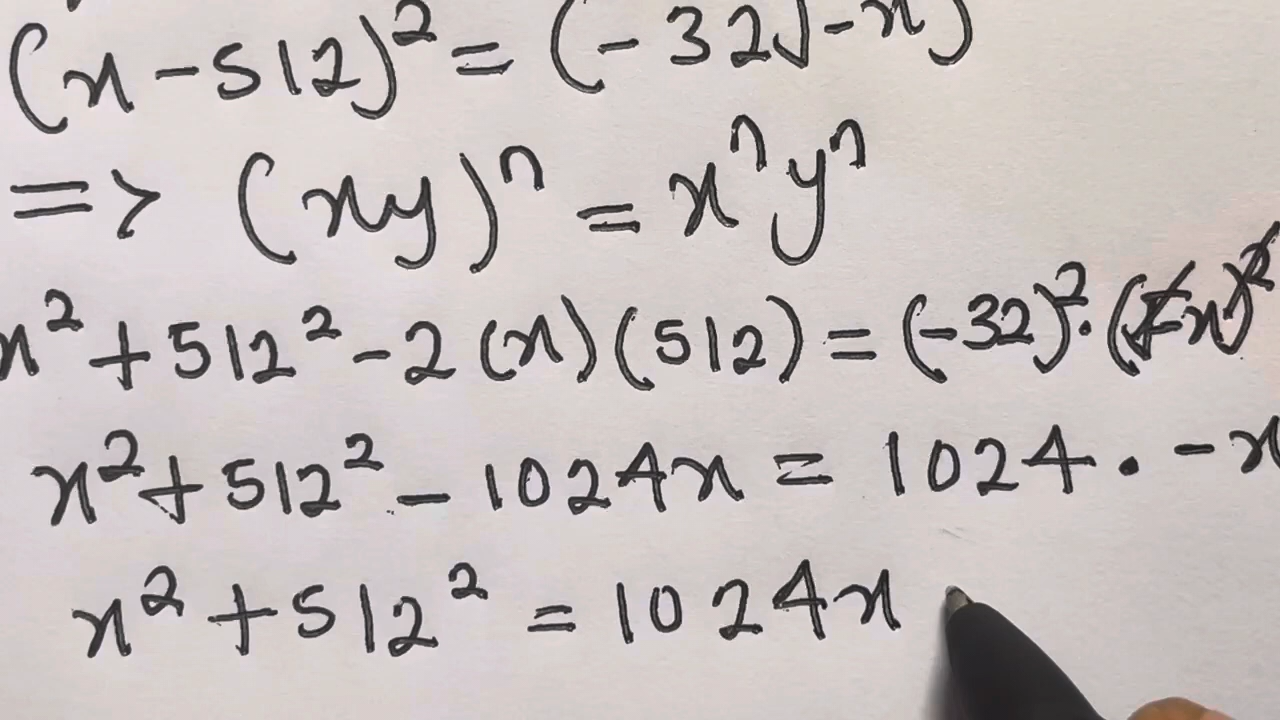 (x-512)² = (-32√-x)
=> (xy)ⁿ = xⁿyⁿ
x² + 512² - 2(x)(512) = (-32)² · (√-x)²
x² + 512² - 1024x = 1024 · -x
x² + 512² = 1024x